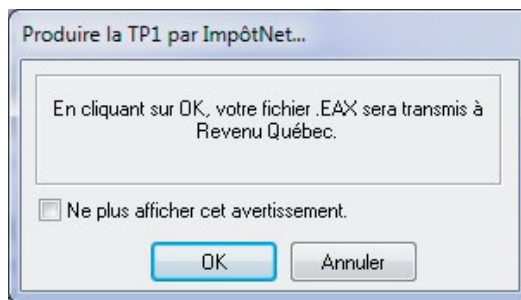 Produire la TP1 par ImpôtNet...
En cliquant sur OK, votre fichier .EAX sera transmis à
Revenu Québec.
Ne plus afficher cet avertissement.
OK
Annuler